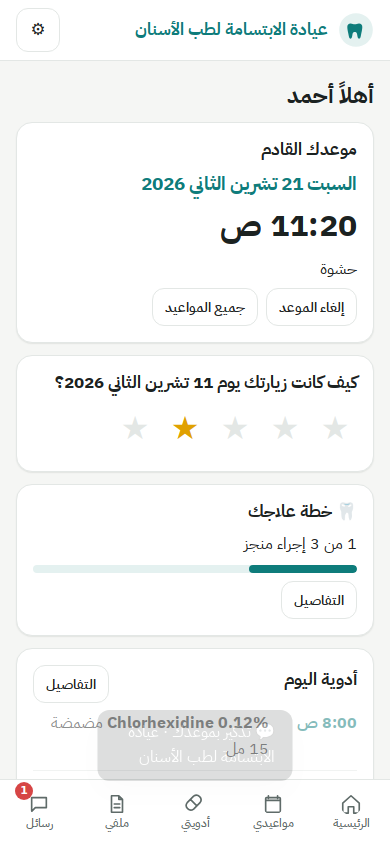 عيادة الابتسامة لطب الأسنان
أهلاً أحمد
موعدك القادم
السبت 21 تشرين الثاني 2026
11:20 ص
حشوة
إلغاء الموعد
جميع المواعيد
كيف كانت زيارتك يوم 11 تشرين الثاني 2026؟
خطة علاجك
1 من 3 إجراء منجز
التفاصيل
أدوية اليوم
التفاصيل
8:00 ص
Chlorhexidine 0.12% مضمضة
15 مل
تذكير بموعدك · عيادة
الابتسامة لطب الأسنان
الرئيسية
مواعيدي
أدويتي
ملفي
رسائل
1